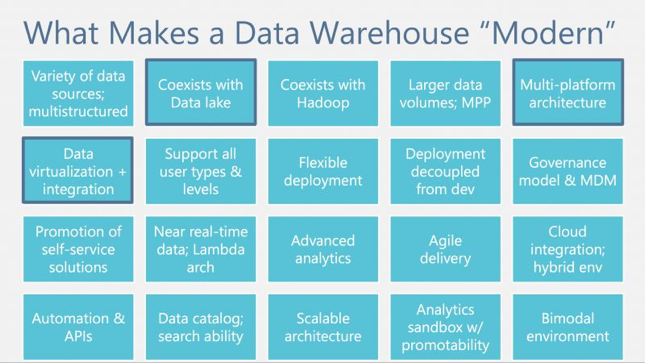 What Makes a Data Warehouse “Modern”
Variety of data
sources;
multistructured
Coexists with
Data lake
Coexists with
Hadoop
Larger data
volumes; MPP
Multi-platform
architecture
Data
virtualization +
integration
Support all
user types &
levels
Flexible
deployment
Deployment
decoupled
from dev
Governance
model & MDM
Promotion of
self-service
solutions
Near real-time
data; Lambda
arch
Advanced
analytics
Agile
delivery
Cloud
integration;
hybrid env
Automation &
APIs
Data catalog;
search ability
Scalable
architecture
Analytics
sandbox w/
promotability
Bimodal
environment